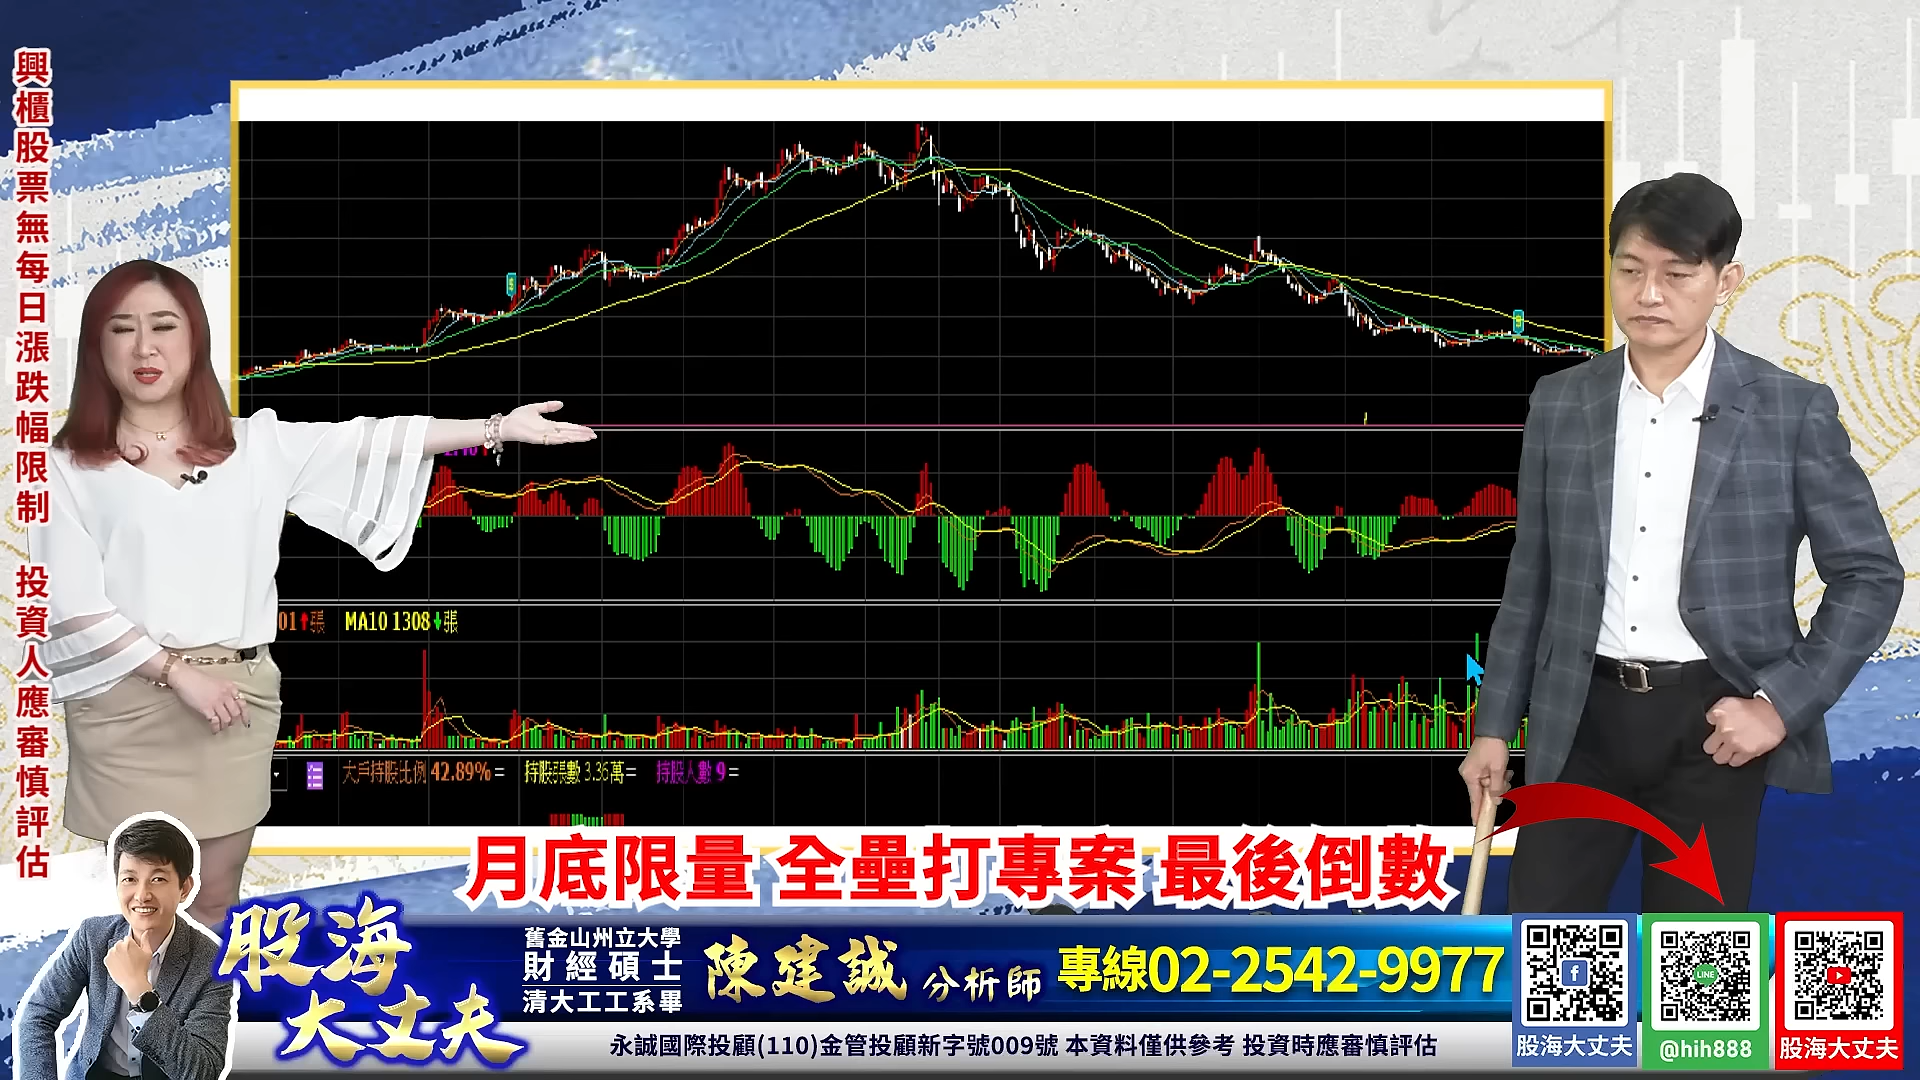 興櫃股票無每日漲跌幅限制 投資人應審慎評估
01↑張 MA10 1308↓張
大戶持股比例 42.89%= 持股張數 3.36萬= 持股人數 9=
月底限量 全壘打專案 最後倒數
股海大丈夫
舊金山州立大學
財經碩士
清大工工系畢
陳建誠 分析師
專線02-2542-9977
永誠國際投顧(110)金管投顧新字號009號 本資料僅供參考 投資時應審慎評估
股海大丈夫
LINE
@hih888
股海大丈夫